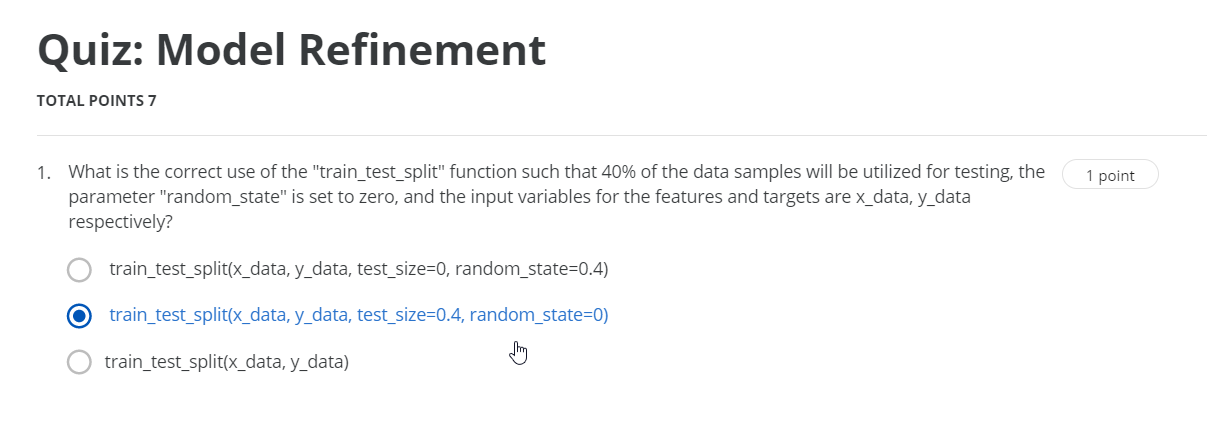 Quiz: Model Refinement
TOTAL POINTS 7
1. What is the correct use of the "train_test_split" function such that 40% of the data samples will be utilized for testing, the
parameter "random_state" is set to zero, and the input variables for the features and targets are x_data, y_data
respectively?
1 point
train_test_split(x_data, y_data, test_size=0, random_state=0.4)
train_test_split(x_data, y_data, test_size=0.4, random_state=0)
train_test_split(x_data, y_data)